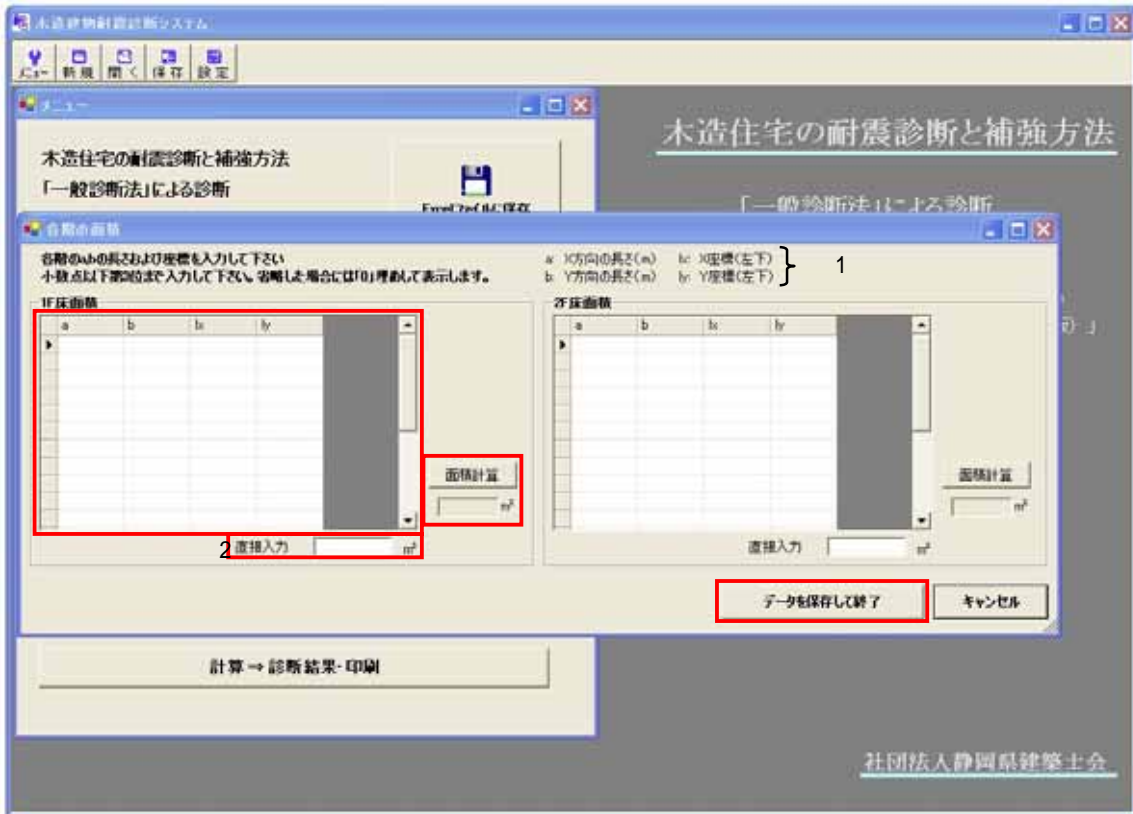 木造建物耐震診断システム
メニュー 新規 開く 保存 設定
メニュー
木造住宅の耐震診断と補強方法
木造住宅の耐震診断と補強方法
「一般診断法」による診断
Excelファイルに保存
「一般診断法」による診断
各階の面積
各階のa,bの長さおよび座標を入力して下さい
小数点以下第3位まで入力して下さい。省略した場合には「0」埋めして表示します。
a: X方向の長さ(m) lx: X座標(左下)
b: Y方向の長さ(m) ly: Y座標(左下)
1
1F床面積
2F床面積
a b lx ly
a b lx ly
面積計算
m²
面積計算
m²
2
直接入力 m²
直接入力 m²
データを保存して終了
キャンセル
計算⇒診断結果・印刷
社団法人静岡県建築士会